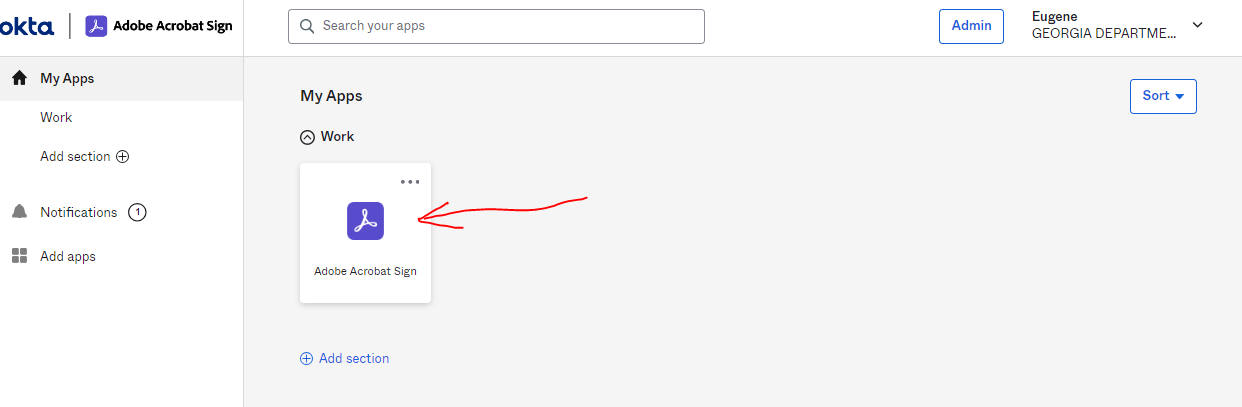 okta
Adobe Acrobat Sign
Search your apps
Admin
Eugene
GEORGIA DEPARTME...
My Apps
Work
Add section
Notifications 1
Add apps
My Apps
Sort
Work
Adobe Acrobat Sign
Add section